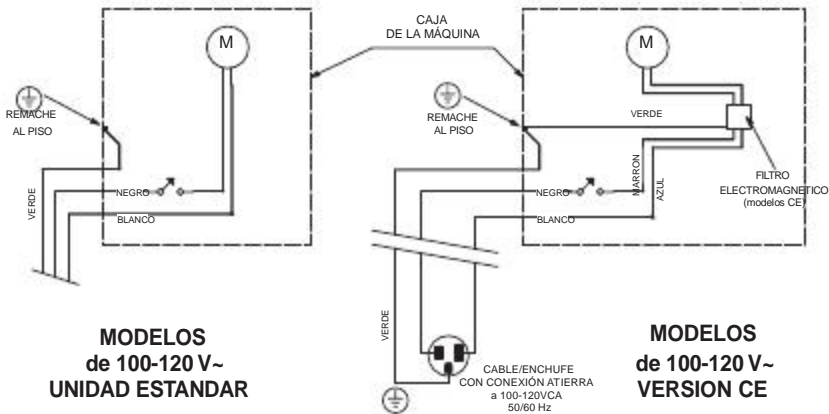 CAJA
DE LA MÁQUINA
M
M
REMACHE
AL PISO
REMACHE
AL PISO
VERDE
NEGRO
BLANCO
VERDE
NEGRO
BLANCO
MARRON
AZUL
FILTRO
ELECTROMAGNETICO
(modelos CE)
VERDE
MODELOS
de 100-120 V~
UNIDAD ESTANDAR
CABLE/ENCHUFE
CON CONEXIÓN ATIERRA
a 100-120VCA
50/60 Hz
MODELOS
de 100-120 V~
VERSION CE